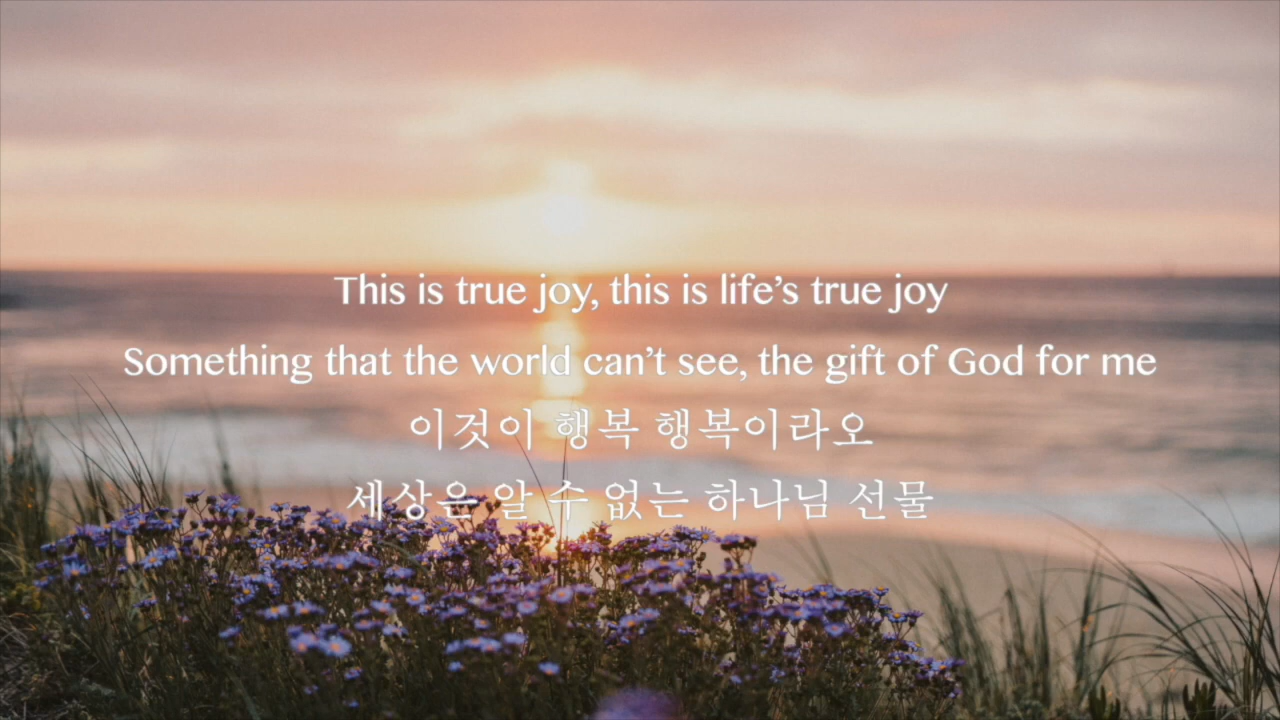 This is true joy, this is life’s true joy
Something that the world can’t see, the gift of God for me
이것이 행복 행복이라오
세상은 알 수 없는 하나님 선물